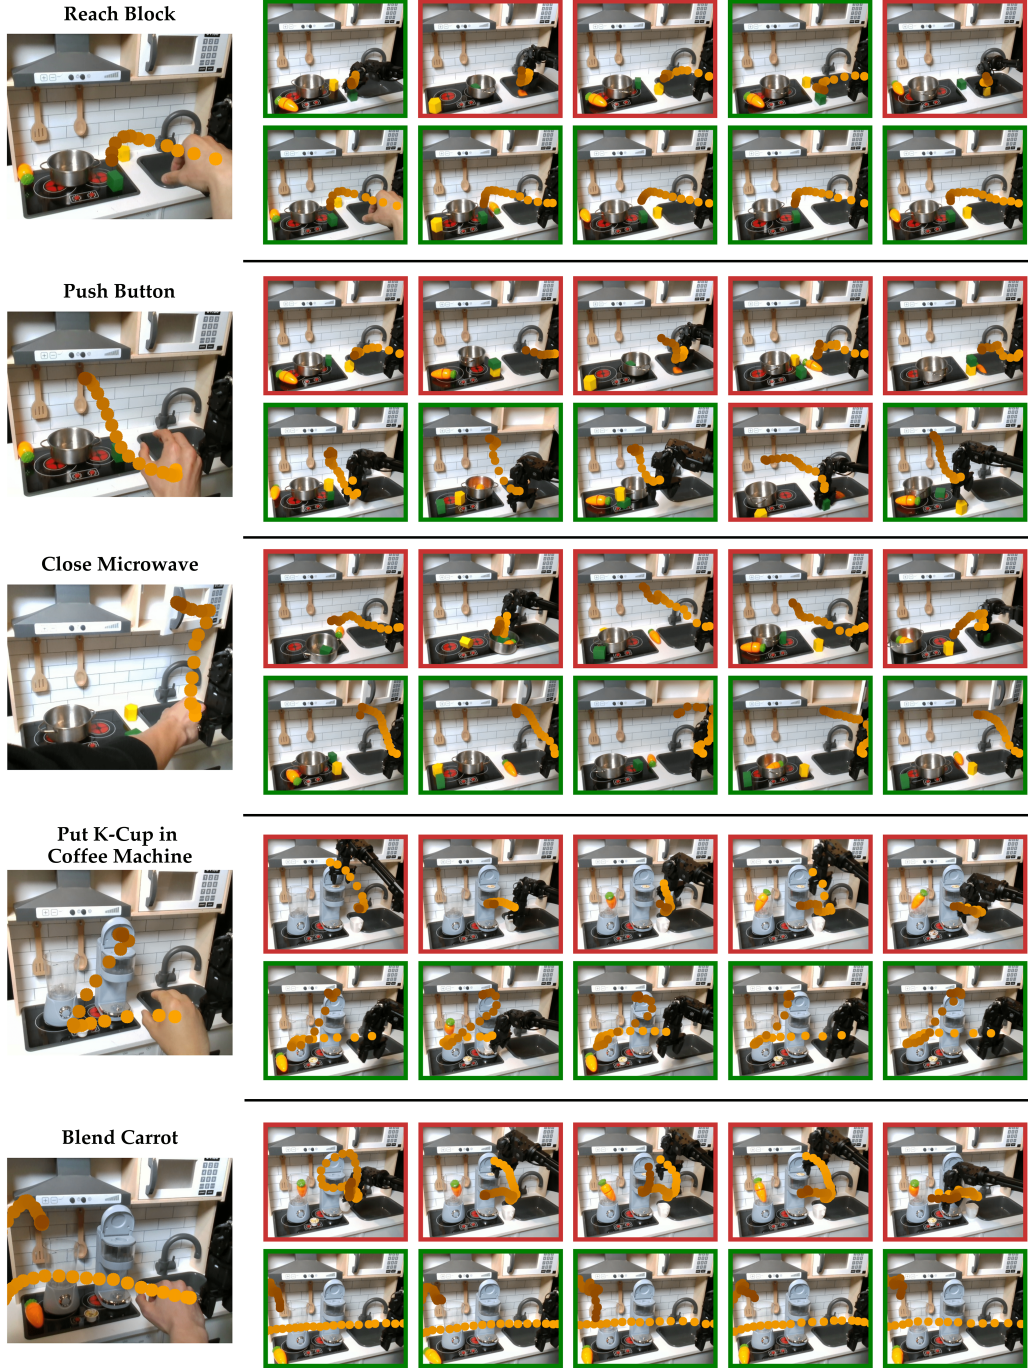 Reach Block
Push Button
Close Microwave
Put K-Cup in
Coffee Machine
Blend Carrot